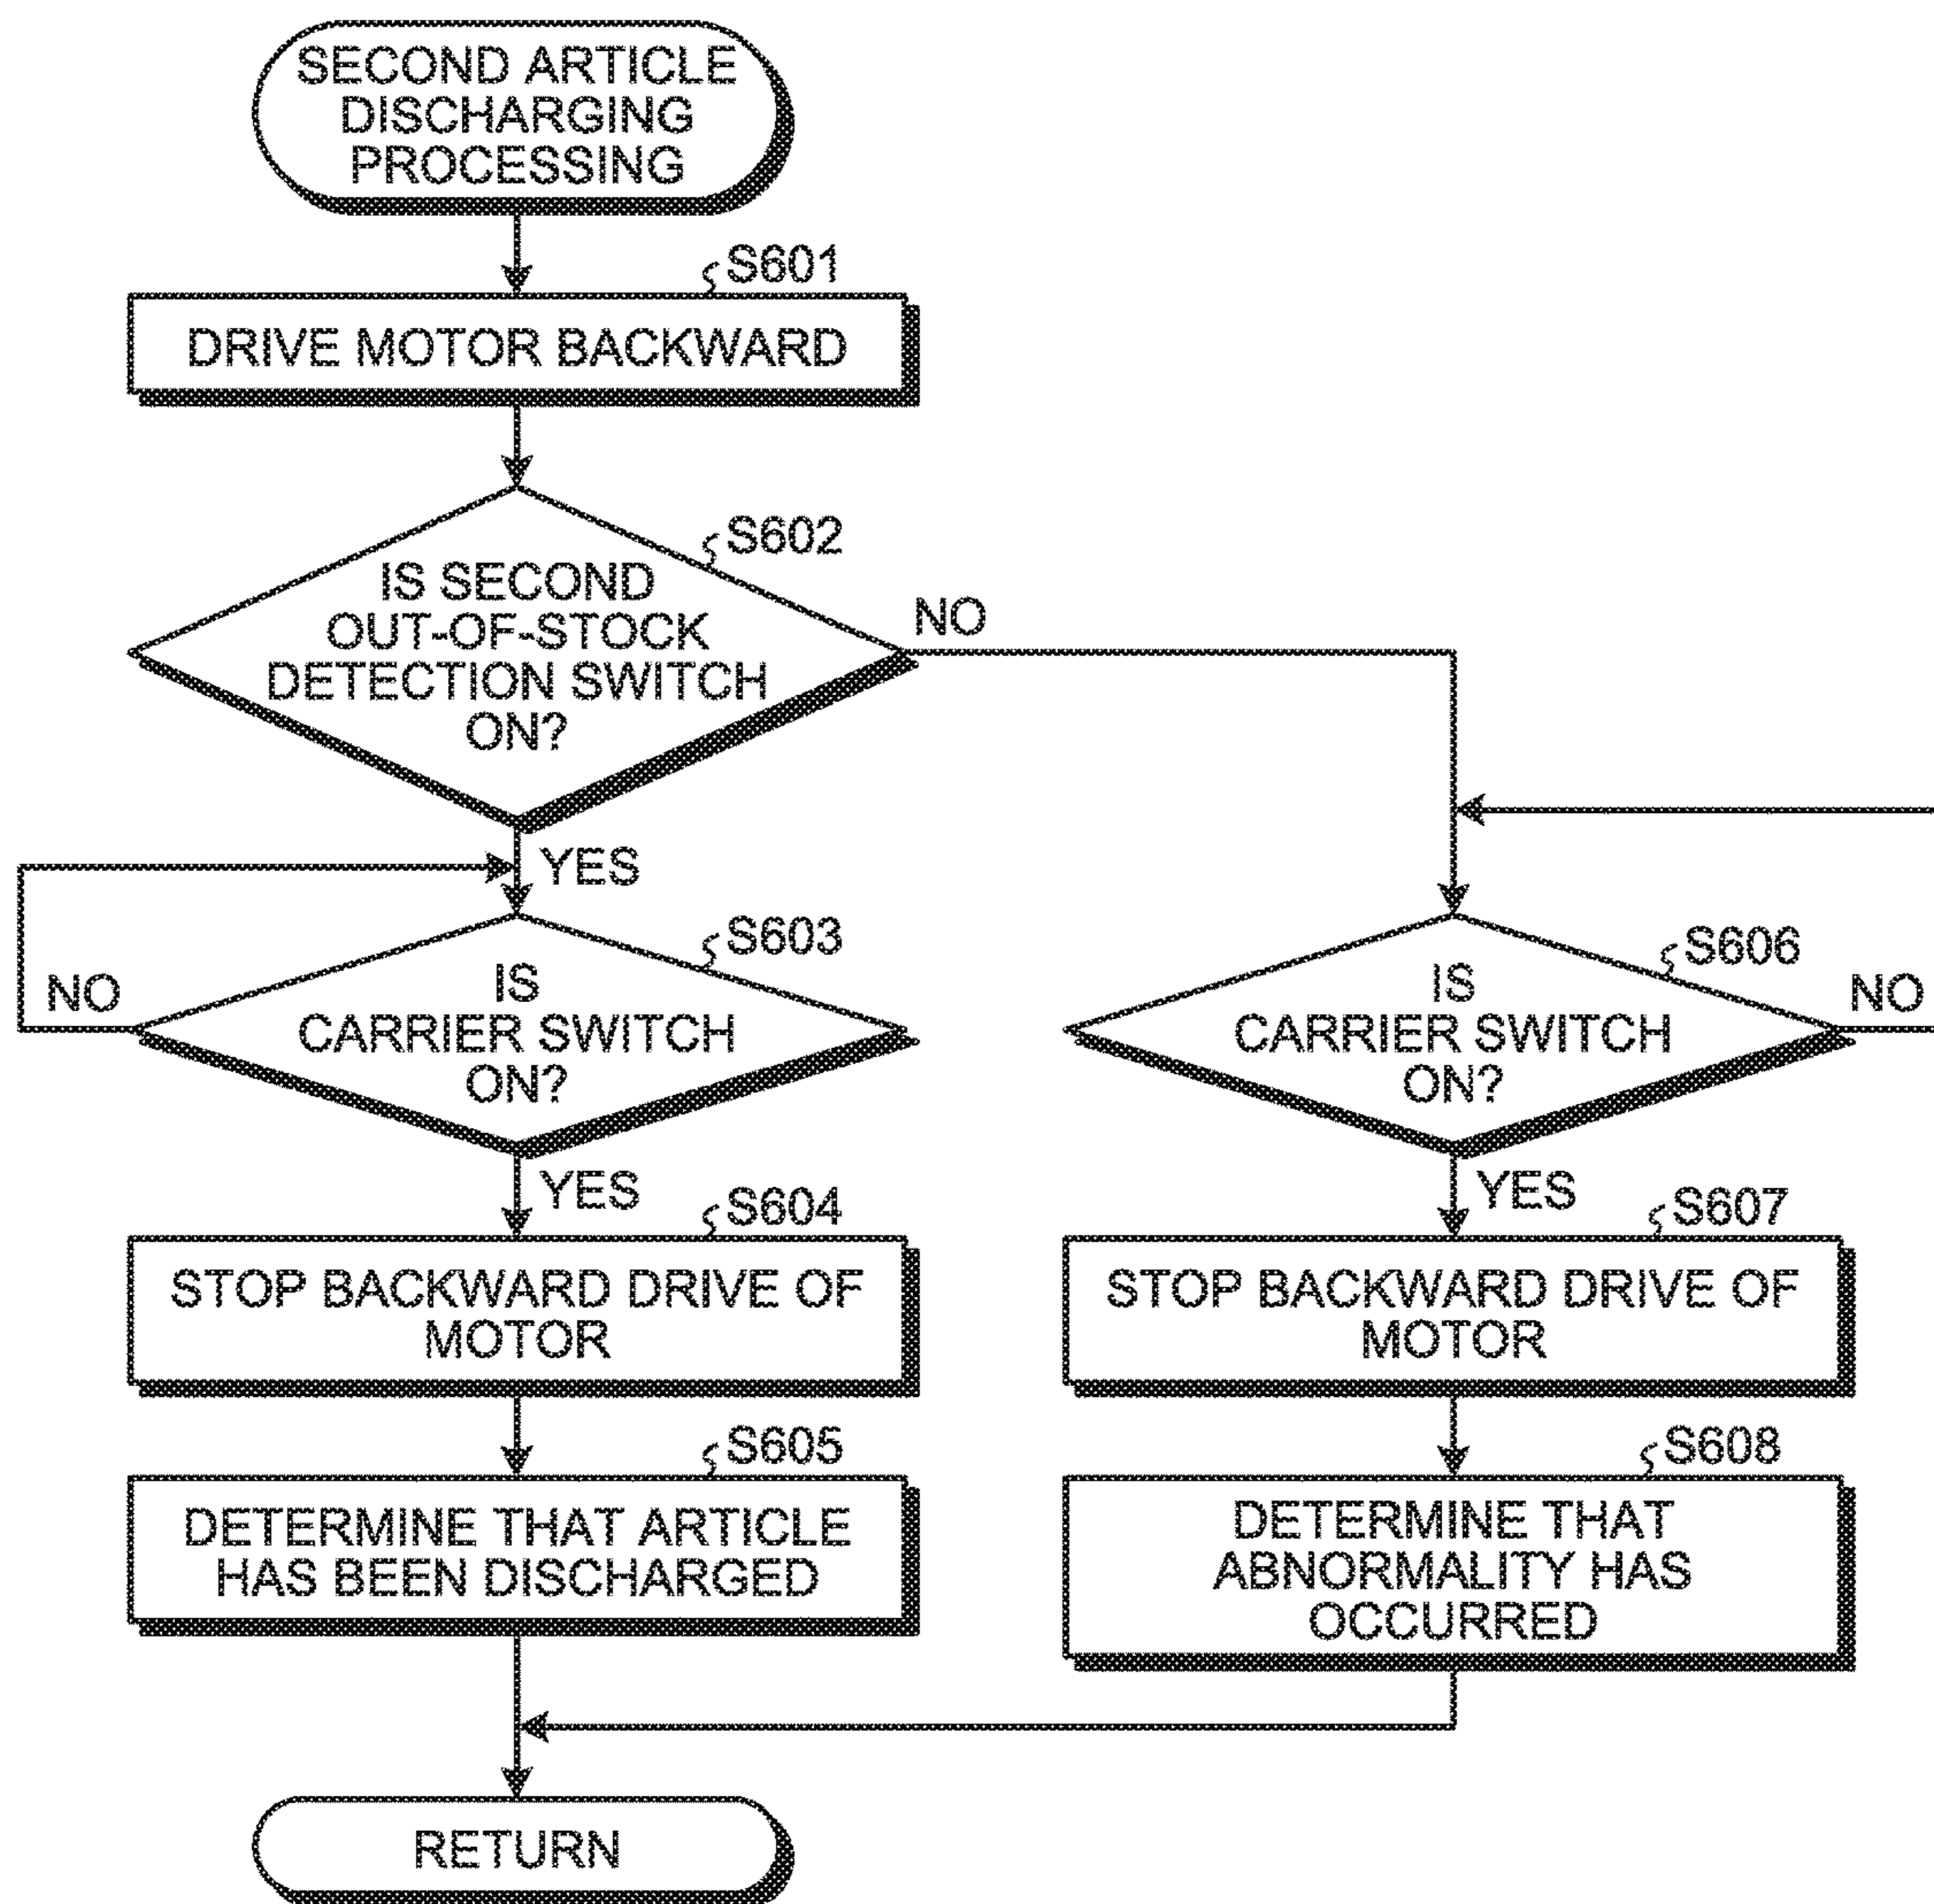 SECOND ARTICLE
DISCHARGING
PROCESSING
S601
DRIVE MOTOR BACKWARD
S602
IS SECOND
OUT-OF-STOCK
DETECTION SWITCH
ON?
NO
YES
S603
IS
CARRIER SWITCH
ON?
NO
YES
S604
STOP BACKWARD DRIVE OF
MOTOR
S605
DETERMINE THAT ARTICLE
HAS BEEN DISCHARGED
S606
IS
CARRIER SWITCH
ON?
NO
YES
S607
STOP BACKWARD DRIVE OF
MOTOR
S608
DETERMINE THAT
ABNORMALITY HAS
OCCURRED
RETURN